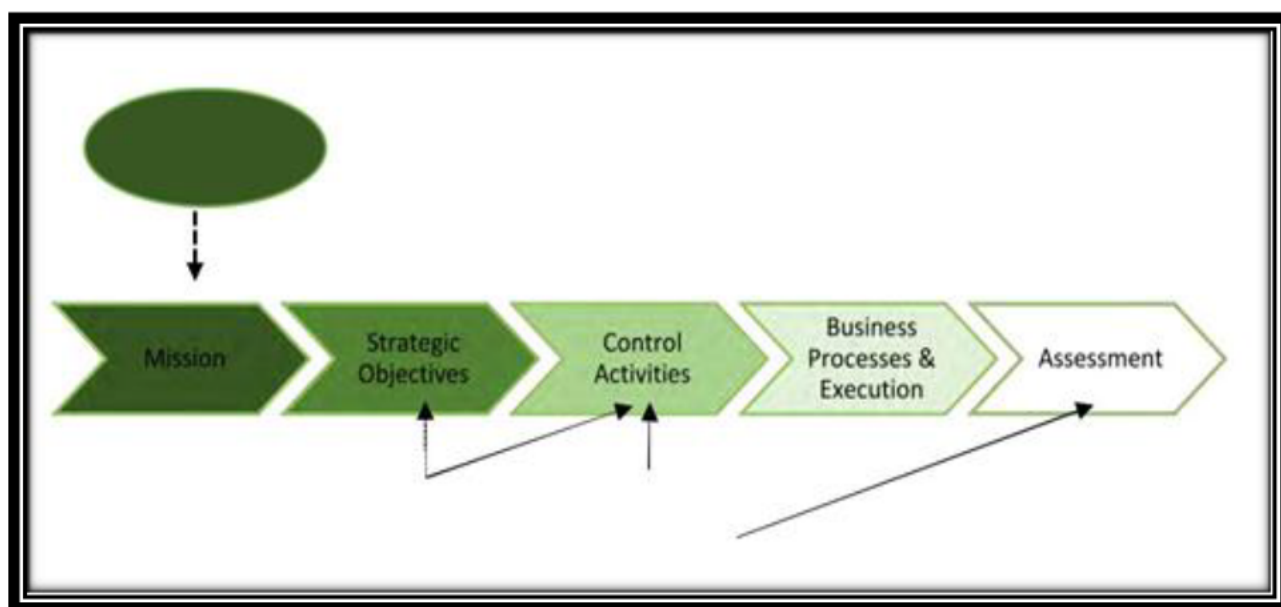 Mission
Strategic
Objectives
Control
Activities
Business
Processes &
Execution
Assessment